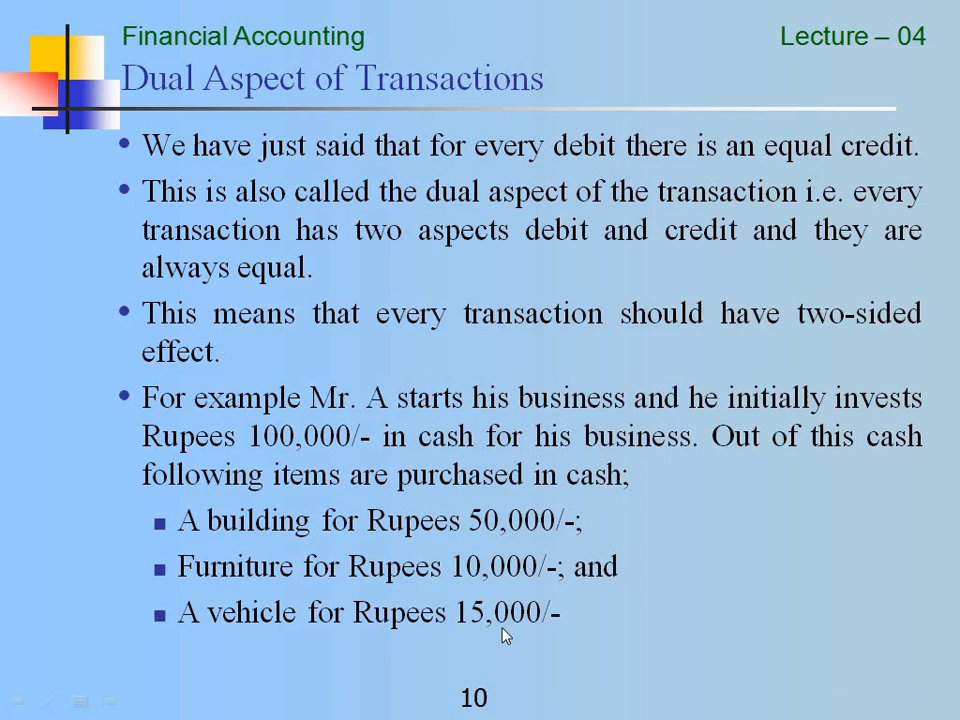 Financial Accounting Lecture – 04
Dual Aspect of Transactions
• We have just said that for every debit there is an equal credit.
• This is also called the dual aspect of the transaction i.e. every
transaction has two aspects debit and credit and they are
always equal.
• This means that every transaction should have two-sided
effect.
• For example Mr. A starts his business and he initially invests
Rupees 100,000/- in cash for his business. Out of this cash
following items are purchased in cash;
▪ A building for Rupees 50,000/-;
▪ Furniture for Rupees 10,000/-; and
▪ A vehicle for Rupees 15,000/-
10